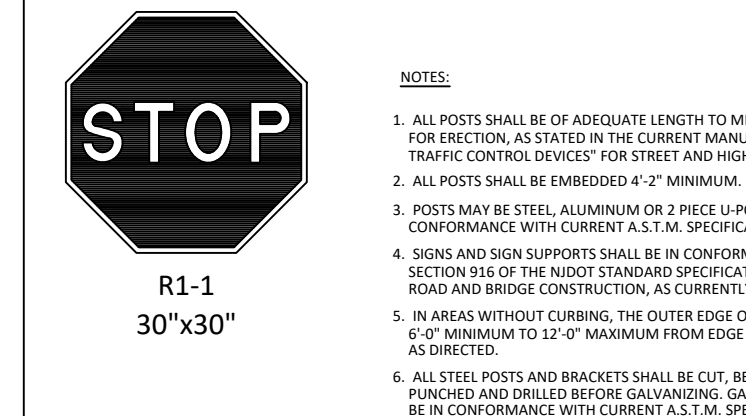 STOP
R1-1
30"x30"
NOTES:
1. ALL POSTS SHALL BE OF ADEQUATE LENGTH TO
FOR ERECTION, AS STATED IN THE CURRENT
TRAFFIC CONTROL DEVICES" FOR STREET AND
2. ALL POSTS SHALL BE EMBEDDED 4'-2" MINIMUM.
3. POSTS MAY BE STEEL, ALUMINUM OR 2 PIECE
CONFORMANCE WITH CURRENT A.S.T.M.
4. SIGNS AND SIGN SUPPORTS SHALL BE IN
SECTION 916 OF THE NJDOT STANDARD
ROAD AND BRIDGE CONSTRUCTION, AS CURRENTLY
5. IN AREAS WITHOUT CURBING, THE OUTER EDGE
6'-0" MINIMUM TO 12'-0" MAXIMUM FROM EDGE
AS DIRECTED.
6. ALL STEEL POSTS AND BRACKETS SHALL BE CUT,
PUNCHED AND DRILLED BEFORE GALVANIZING.
BE IN CONFORMANCE WITH CURRENT A.S.T.M.